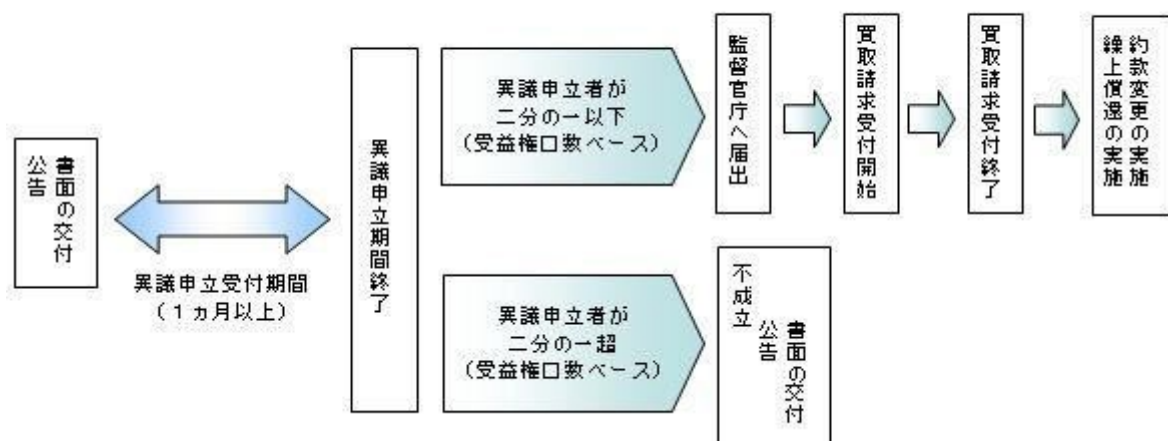 書面の交付
公告
異議申立受付期間
（１ヵ月以上）
異議申立期間終了
異議申立者が
二分の一以下
（受益権口数ベース）
監督官庁へ届出
買取請求受付開始
買取請求受付終了
約款変更の実施
繰上償還の実施
異議申立者が
二分の一超
（受益権口数ベース）
不成立
書面の交付
公告